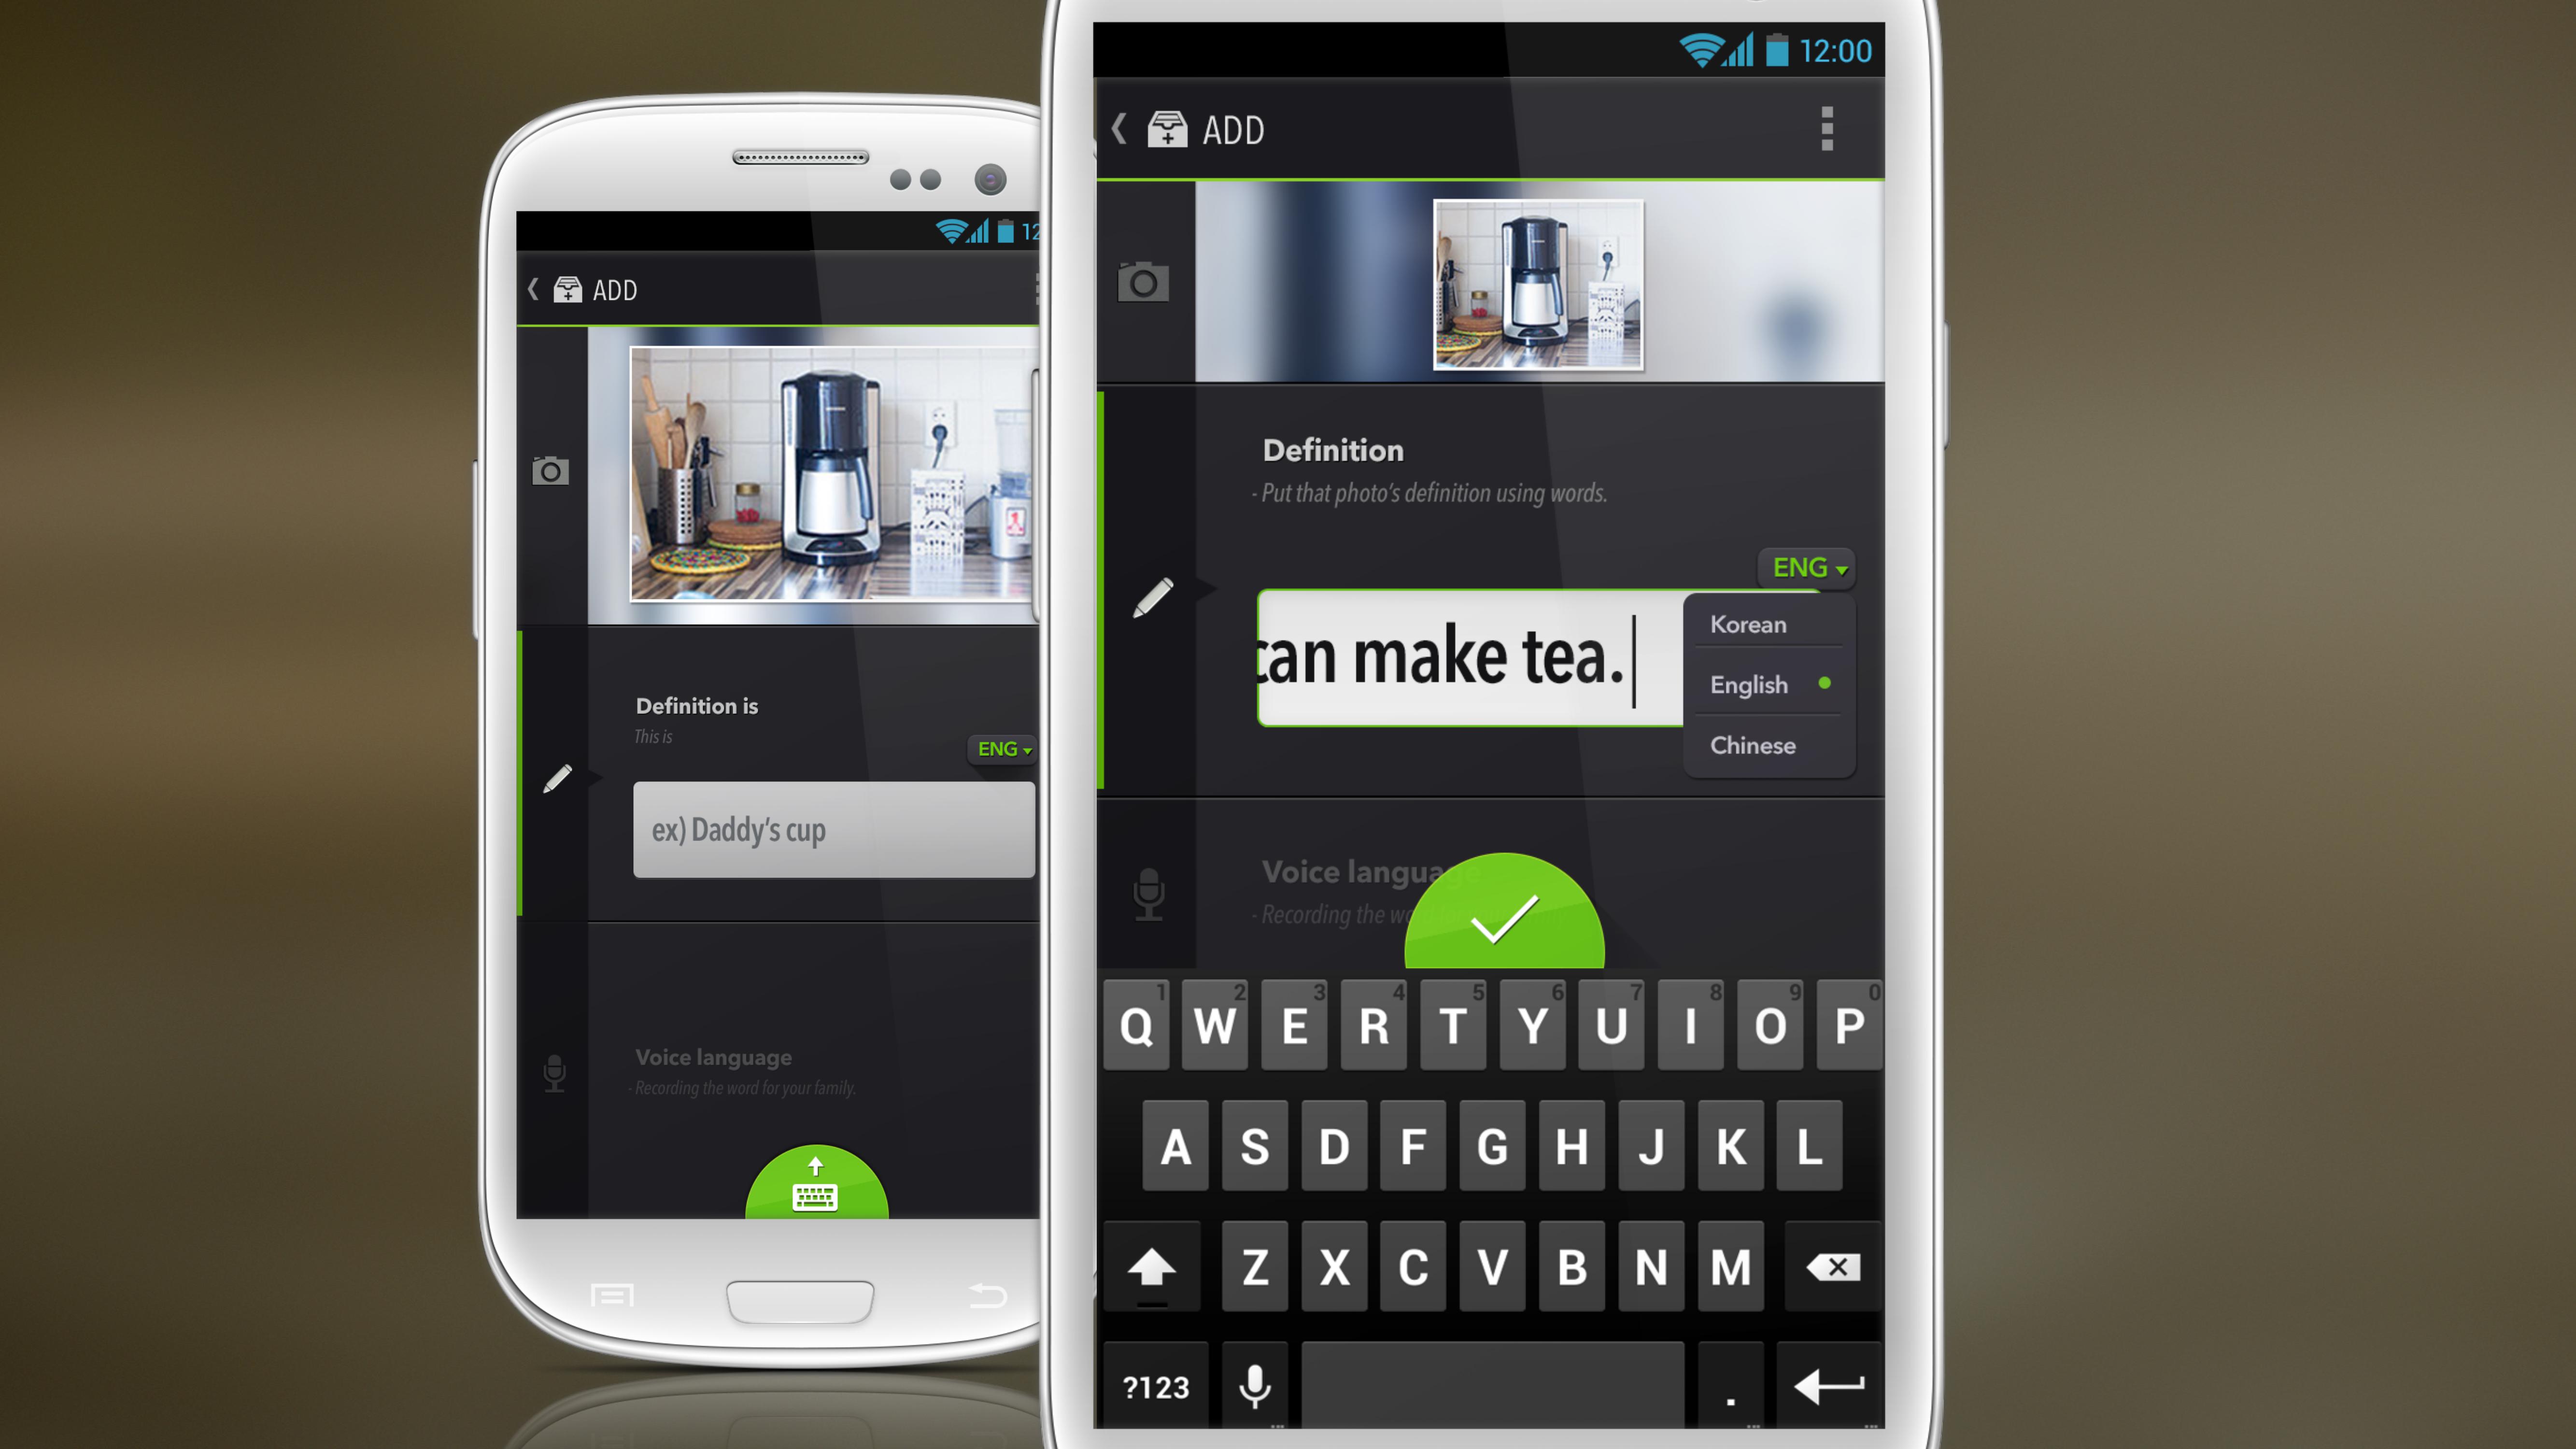 12
ADD
Definition is
This is
ENG
ex) Daddy's cup
Voice language
- Recording the word for your family.
12:00
ADD
Definition
- Put that photo's definition using words.
ENG
can make tea.
Korean
English
Chinese
Voice language
- Recording the
1 2 3 4 5 6 7 8 9 0
Q W E R T Y U I O P
A S D F G H J K L
Z X C V B N M
?123 .